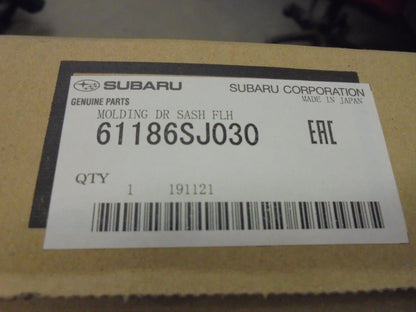 SUBARU SUBARU CORPORATION
GENUINE PARTS MADE IN JAPAN
MOLDING DR SASH FLH
61186SJ030 EAC
QTY 1 191121